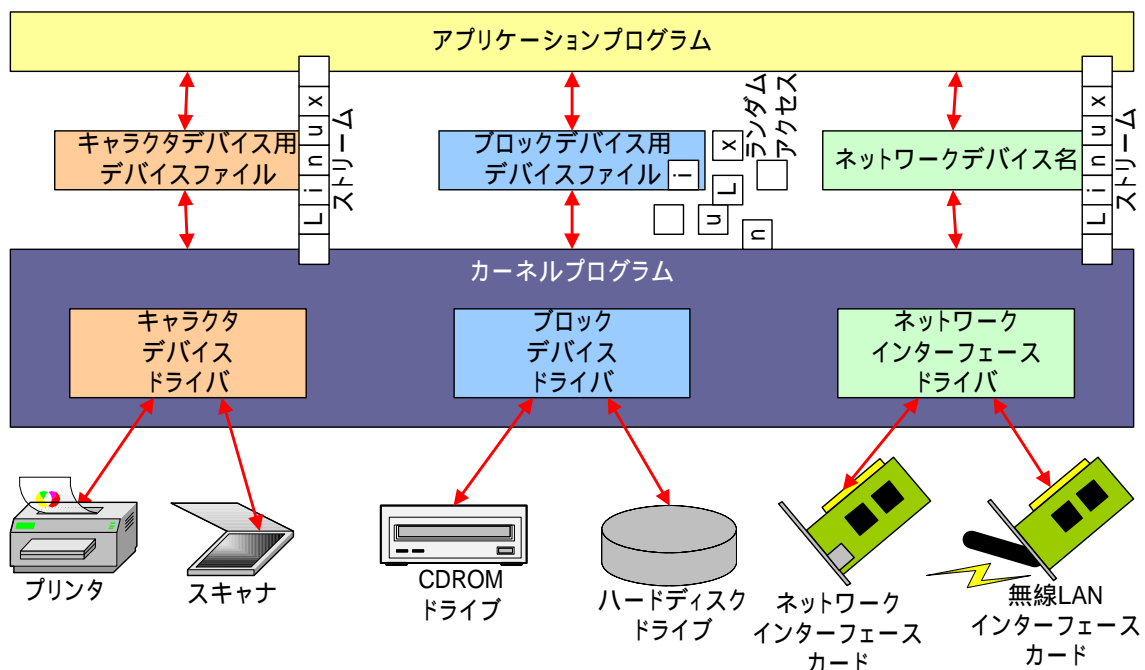 アプリケーションプログラム
キャラクタデバイス用
デバイスファイル
Linux
ストリーム
ブロックデバイス用
デバイスファイル
i
x
L
u
n
ランダム
アクセス
ネットワークデバイス名
Linux
ストリーム
カーネルプログラム
キャラクタ
デバイス
ドライバ
ブロック
デバイス
ドライバ
ネットワーク
インターフェース
ドライバ
プリンタ
スキャナ
CDROM
ドライブ
ハードディスク
ドライブ
ネットワーク
インターフェース
カード
無線LAN
インターフェース
カード